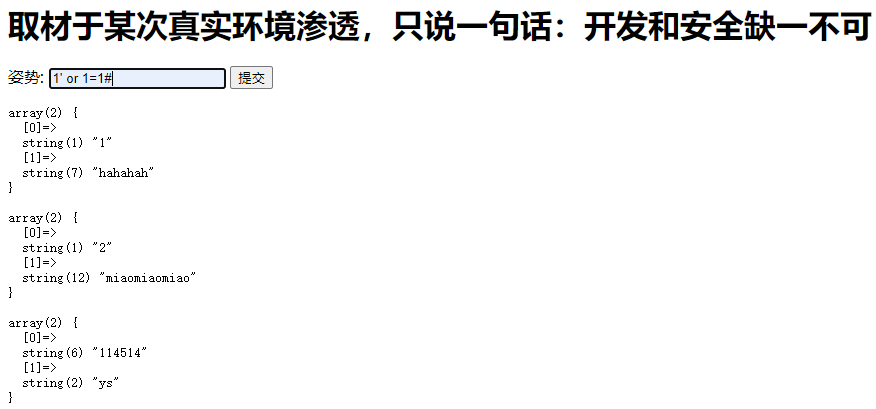 取材于某次真实环境渗透，只说一句话：开发和安全缺一不可
姿势: 1' or 1=1# 提交
array(2) {
[0]=>
string(1) "1"
[1]=>
string(7) "hahahah"
}
array(2) {
[0]=>
string(1) "2"
[1]=>
string(12) "miaomiaomiao"
}
array(2) {
[0]=>
string(6) "114514"
[1]=>
string(2) "ys"
}